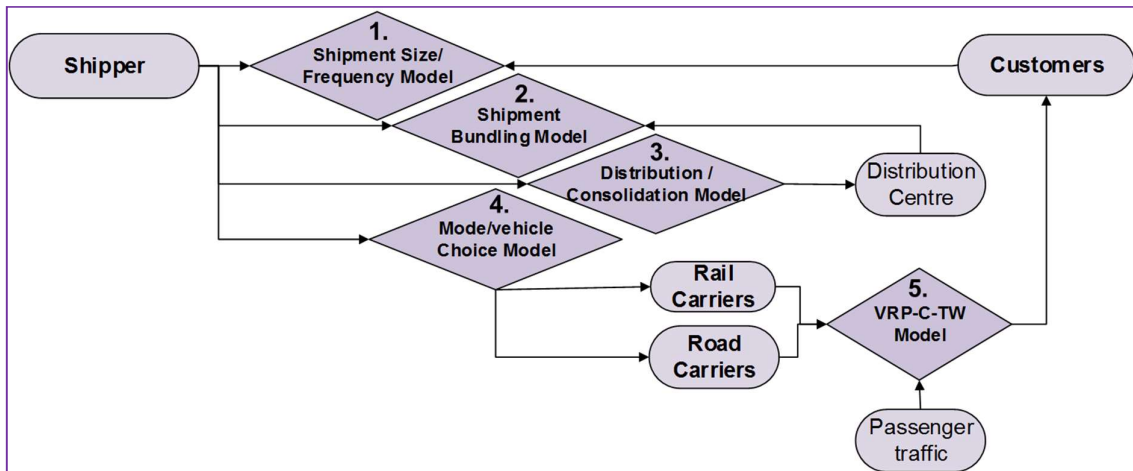 Shipper
1.
Shipment Size/
Frequency Model
Customers
2.
Shipment
Bundling Model
3.
Distribution /
Consolidation Model
Distribution
Centre
4.
Mode/vehicle
Choice Model
Rail
Carriers
Road
Carriers
5.
VRP-C-TW
Model
Passenger
traffic